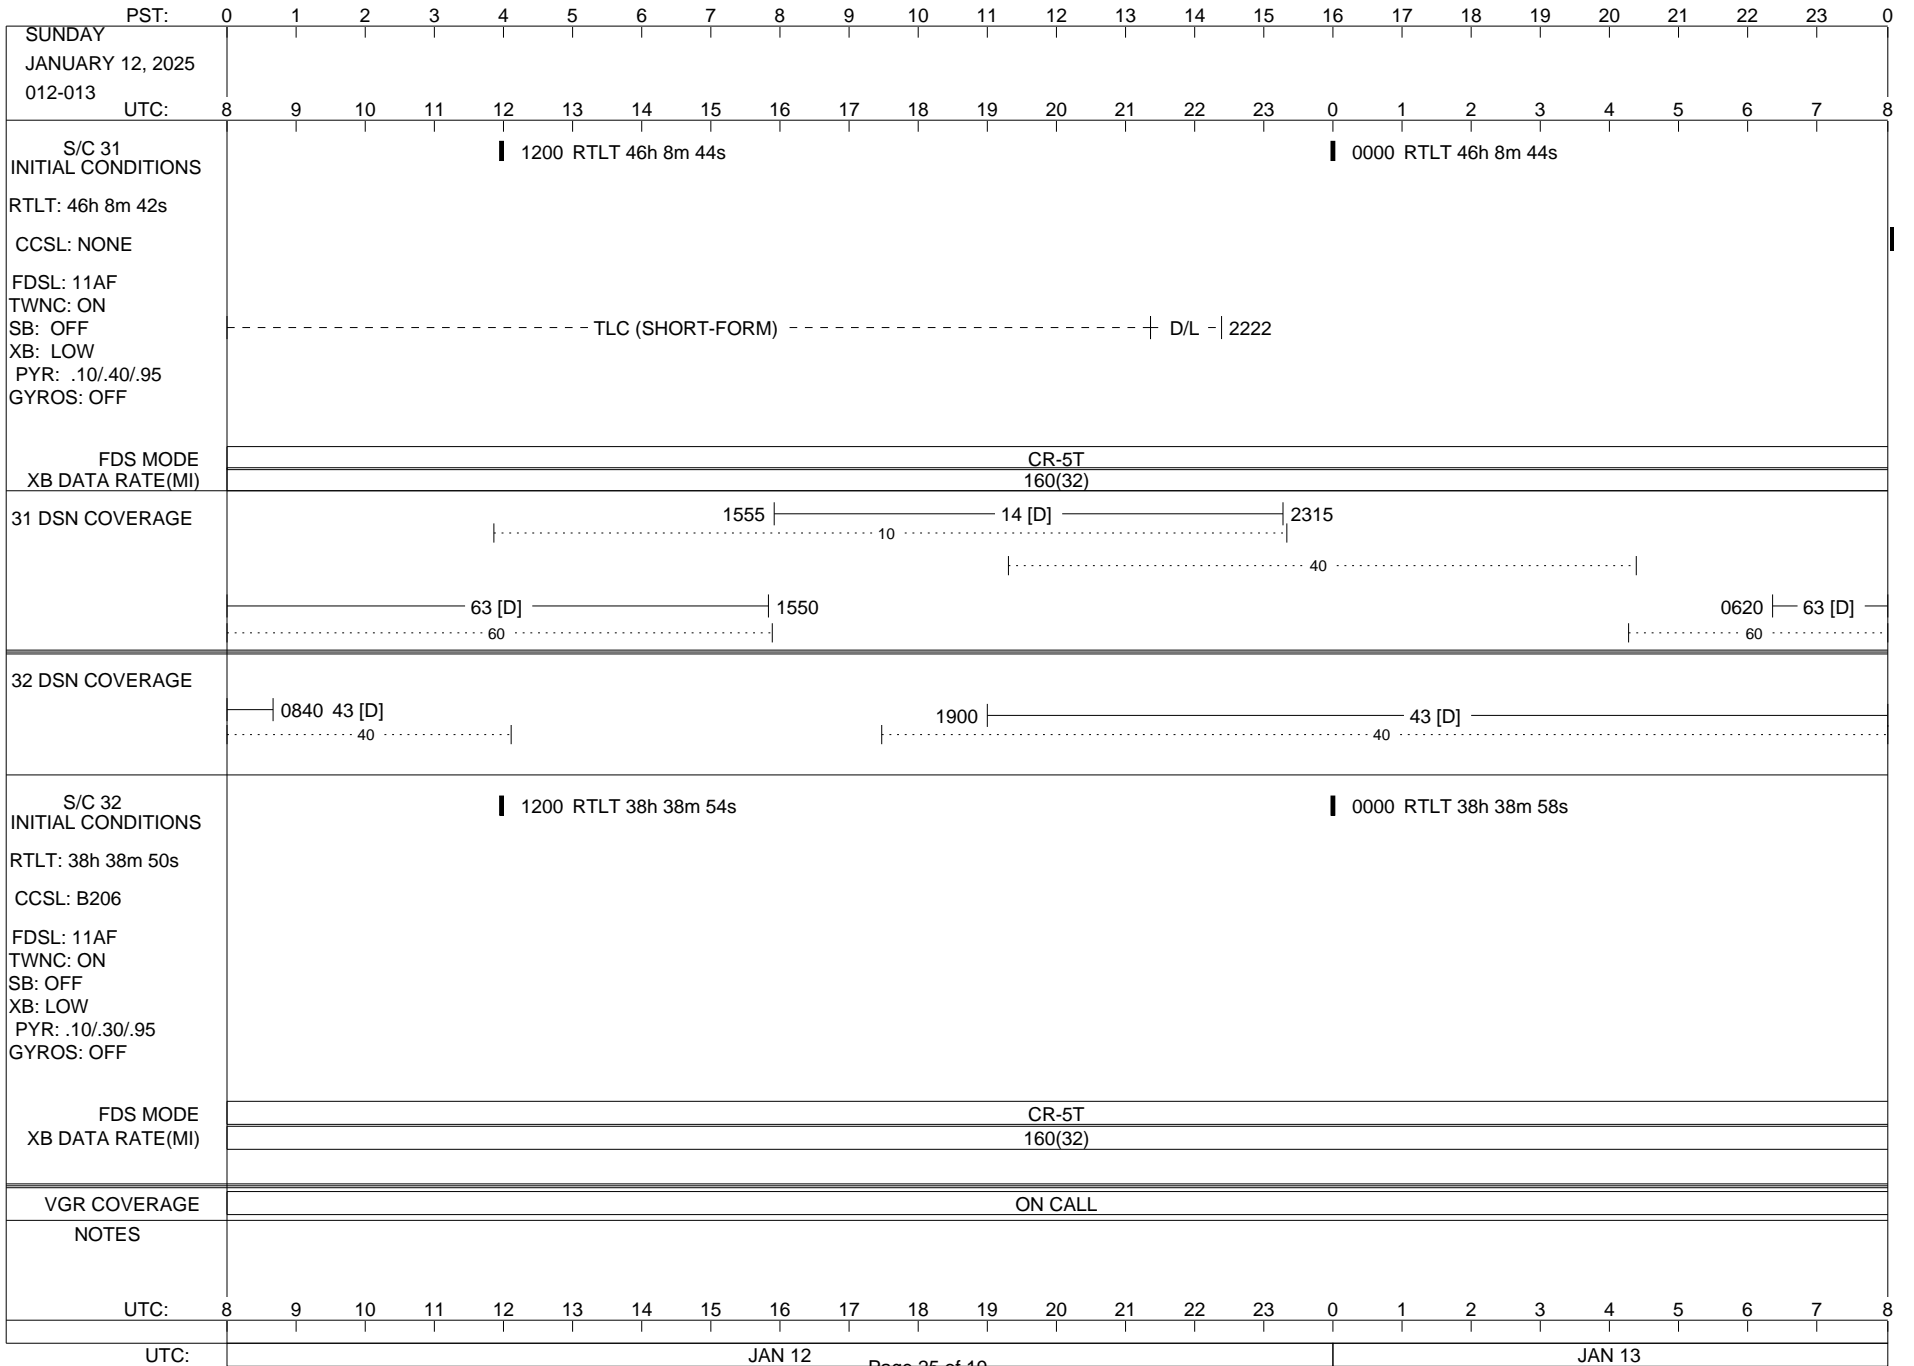 PST: 0 1 2 3 4 5 6 7 8 9 10 11 12 13 14 15 16 17 18 19 20 21 22 23 0
SUNDAY
JANUARY 12, 2025
012-013
UTC: 8 9 10 11 12 13 14 15 16 17 18 19 20 21 22 23 0 1 2 3 4 5 6 7 8
S/C 31
INITIAL CONDITIONS
1200 RTLT 46h 8m 44s
0000 RTLT 46h 8m 44s
RTLT: 46h 8m 42s
CCSL: NONE
FDSL: 11AF
TWNC: ON
SB: OFF
XB: LOW
PYR: .10/.40/.95
GYROS: OFF
TLC (SHORT-FORM) D/L 2222
FDS MODE CR-5T
XB DATA RATE(MI) 160(32)
31 DSN COVERAGE
1555 14 [D] 2315
10
40
63 [D] 1550 0620 63 [D]
60 60
32 DSN COVERAGE
0840 43 [D] 1900 43 [D]
40 40
S/C 32
INITIAL CONDITIONS
1200 RTLT 38h 38m 54s
0000 RTLT 38h 38m 58s
RTLT: 38h 38m 50s
CCSL: B206
FDSL: 11AF
TWNC: ON
SB: OFF
XB: LOW
PYR: .10/.30/.95
GYROS: OFF
FDS MODE CR-5T
XB DATA RATE(MI) 160(32)
VGR COVERAGE ON CALL
NOTES
UTC: 8 9 10 11 12 13 14 15 16 17 18 19 20 21 22 23 0 1 2 3 4 5 6 7 8
UTC: JAN 12 JAN 13
Page 25 of 10